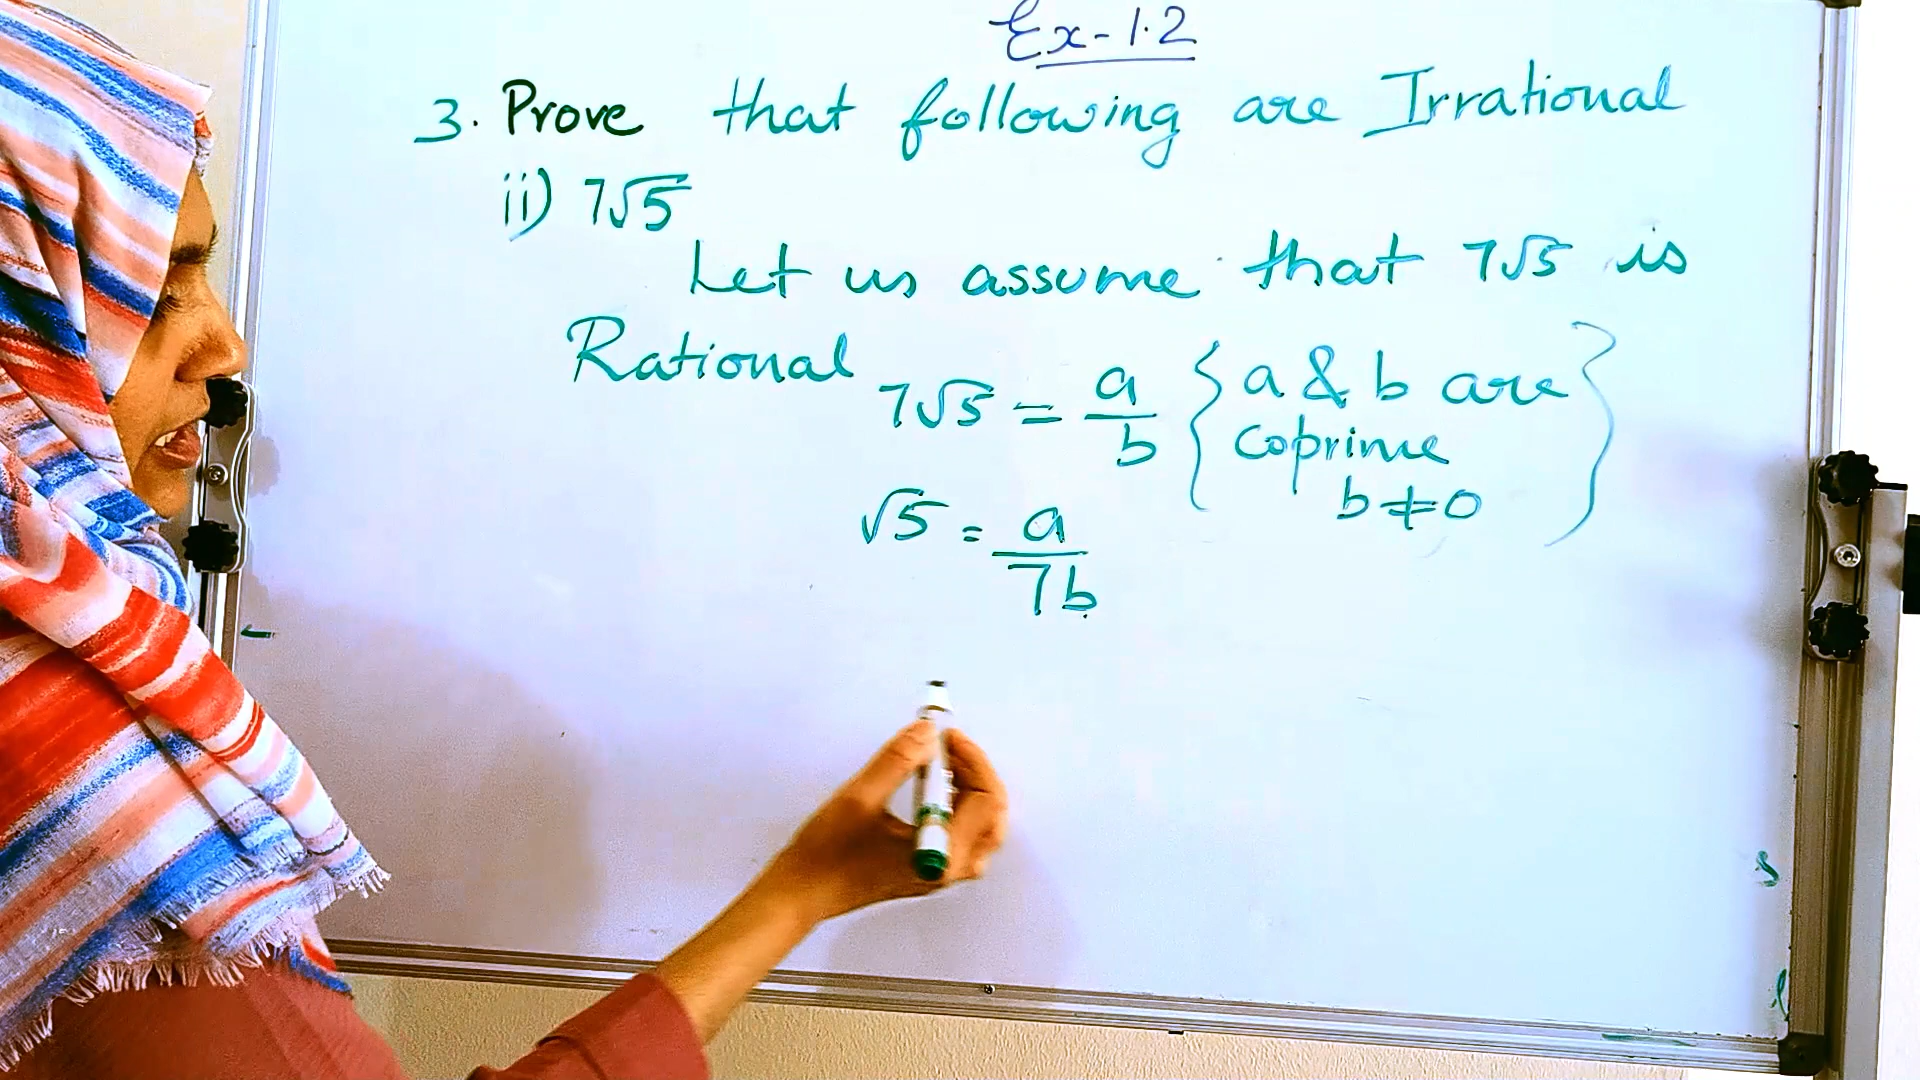 Ex-1.2
3. Prove that following are Irrational
ii) 7√5
Let us assume that 7√5 is
Rational
7√5 = a/b { a & b are coprime b ≠ 0 }
√5 = a/7b